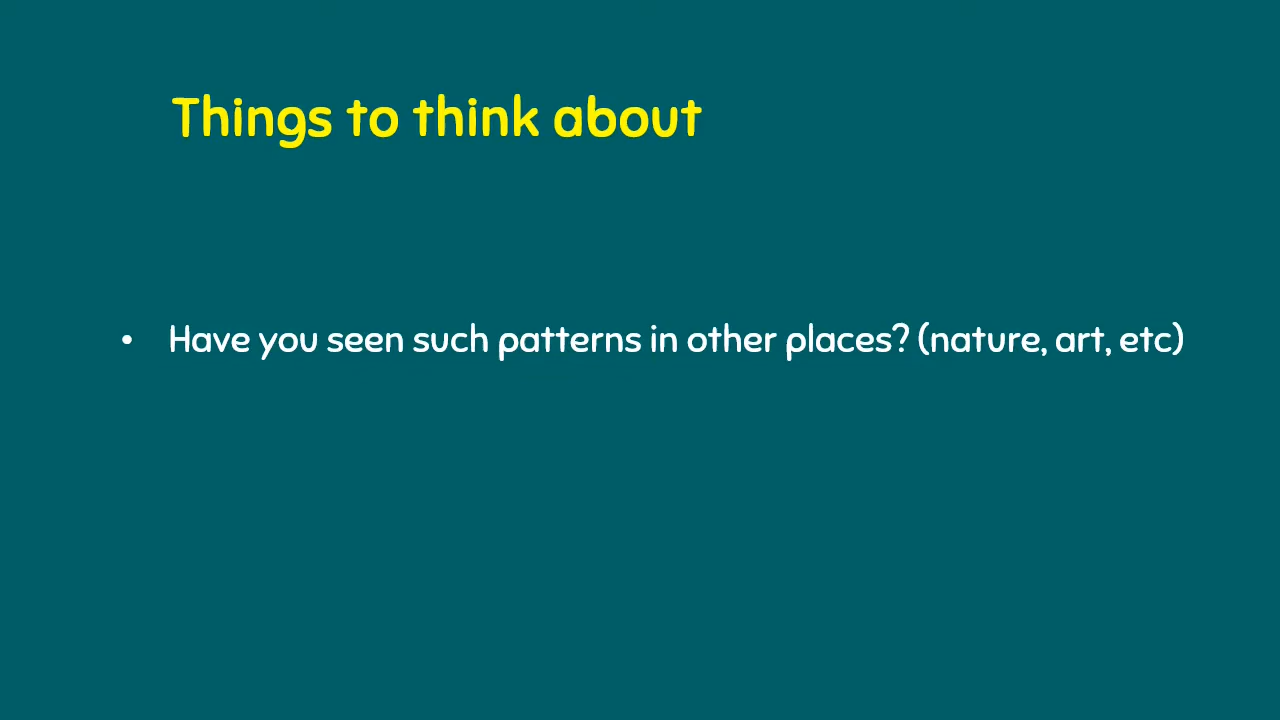 Things to think about
• Have you seen such patterns in other places? (nature, art, etc)